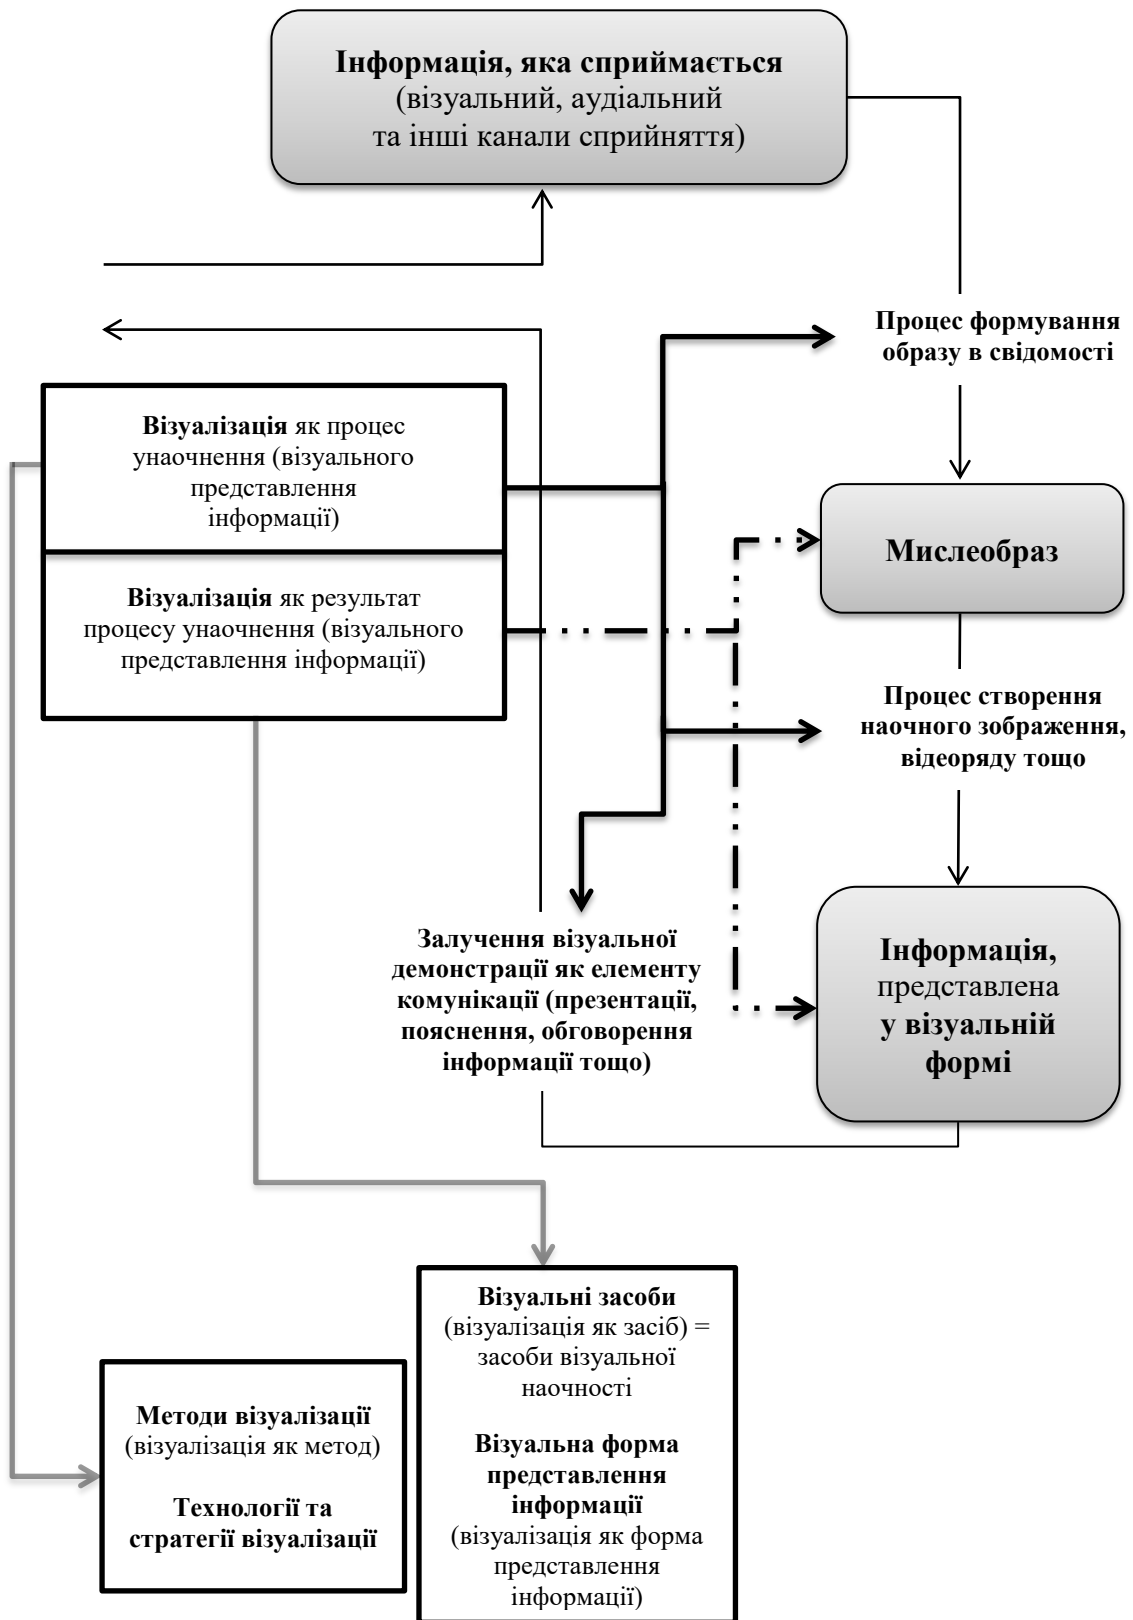 Інформація, яка сприймається
(візуальний, аудіальний
та інші канали сприйняття)
Процес формування
образу в свідомості
Візуалізація як процес
унаочнення (візуального
представлення
інформації)
Мислеобраз
Візуалізація як результат
процесу унаочнення (візуального
представлення інформації)
Процес створення
наочного зображення,
відеоряду тощо
Залучення візуальної
демонстрації як елементу
комунікації (презентації,
пояснення, обговорення
інформації тощо)
Інформація,
представлена
у візуальній
формі
Візуальні засоби
(візуалізація як засіб) =
засоби візуальної
наочності
Візуальна форма
представлення
інформації
(візуалізація як форма
представлення
інформації)
Методи візуалізації
(візуалізація як метод)
Технології та
стратегії візуалізації